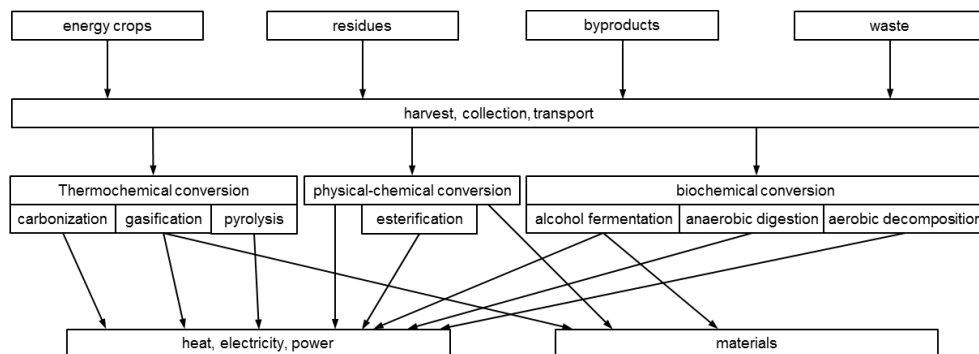 energy crops
residues
byproducts
waste
harvest, collection, transport
Thermochemical conversion
physical-chemical conversion
biochemical conversion
carbonization
gasification
pyrolysis
esterification
alcohol fermentation
anaerobic digestion
aerobic decomposition
heat, electricity, power
materials